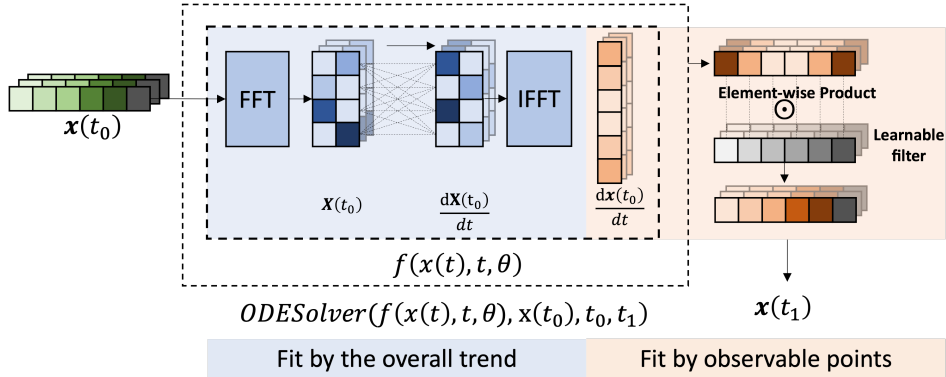 FFT
IFFT
Element-wise Product
⊙
Learnable
filter
x(t₀)
X(t₀)
dX(t₀)
dt
dx(t₀)
dt
f(x(t), t, θ)
ODESolver(f(x(t), t, θ), x(t₀), t₀, t₁)
x(t₁)
Fit by the overall trend
Fit by observable points